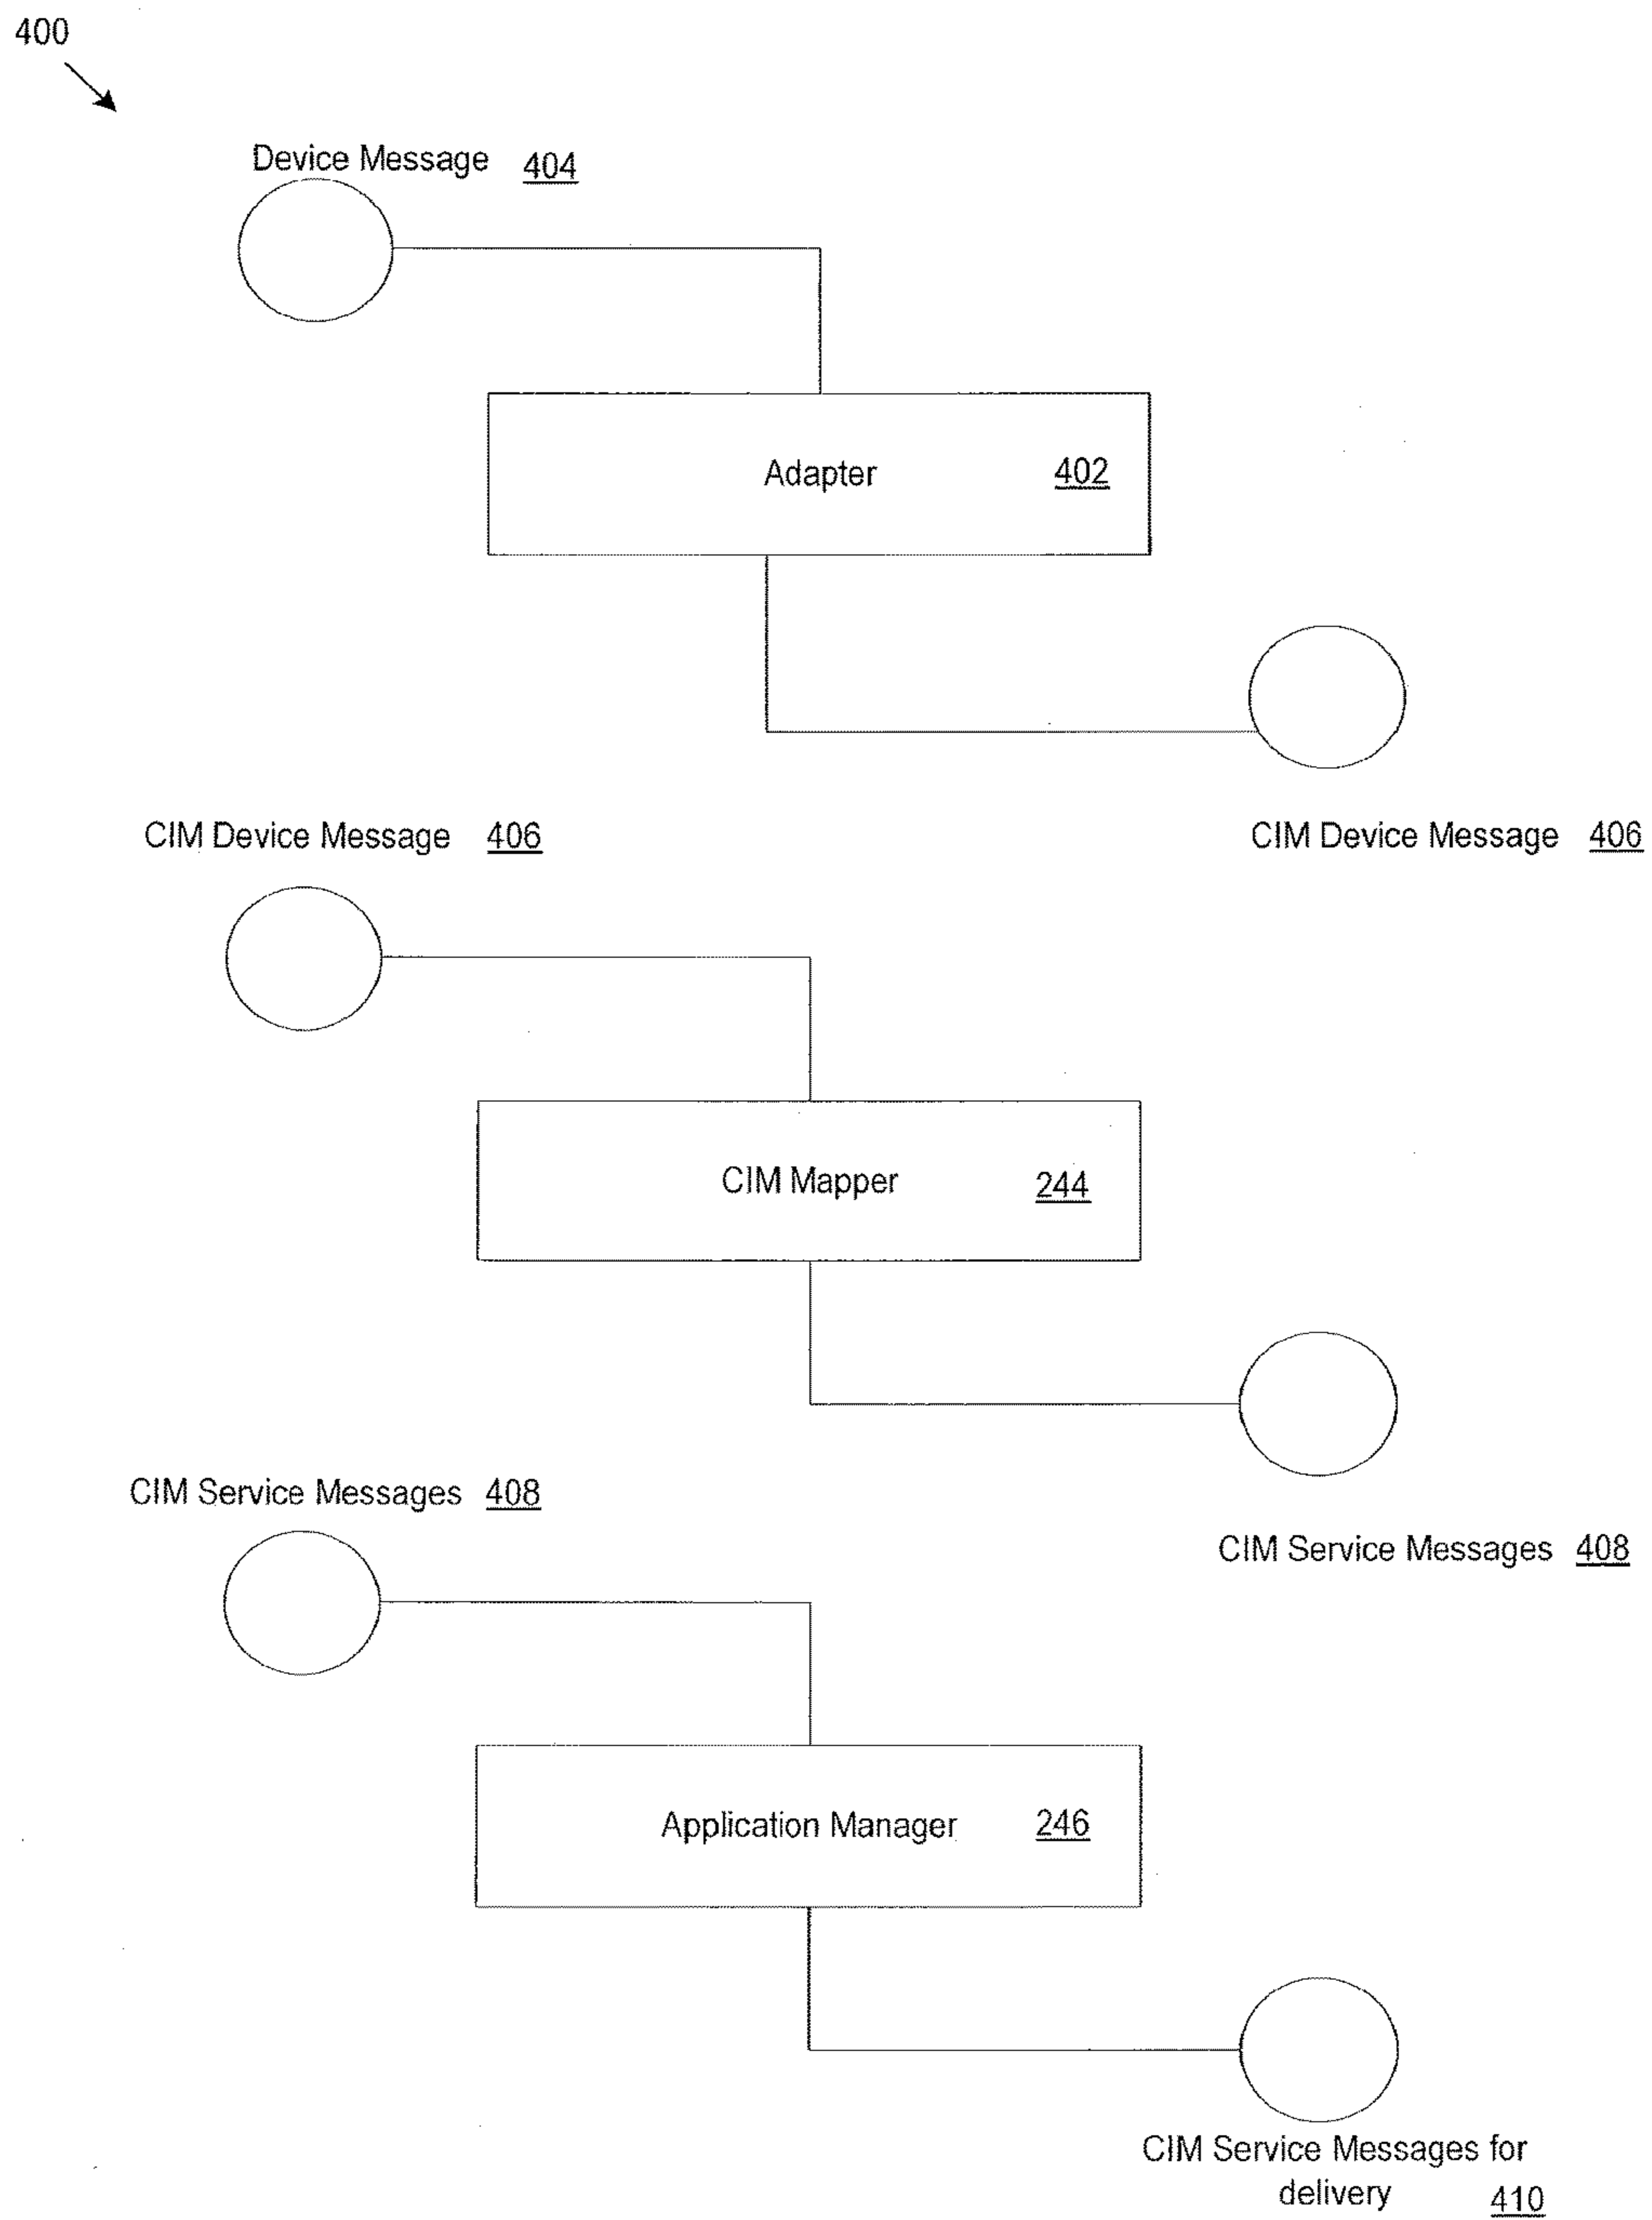 400
Device Message 404
Adapter 402
CIM Device Message 406
CIM Device Message 406
CIM Mapper 244
CIM Service Messages 408
CIM Service Messages 408
Application Manager 246
CIM Service Messages for
delivery 410